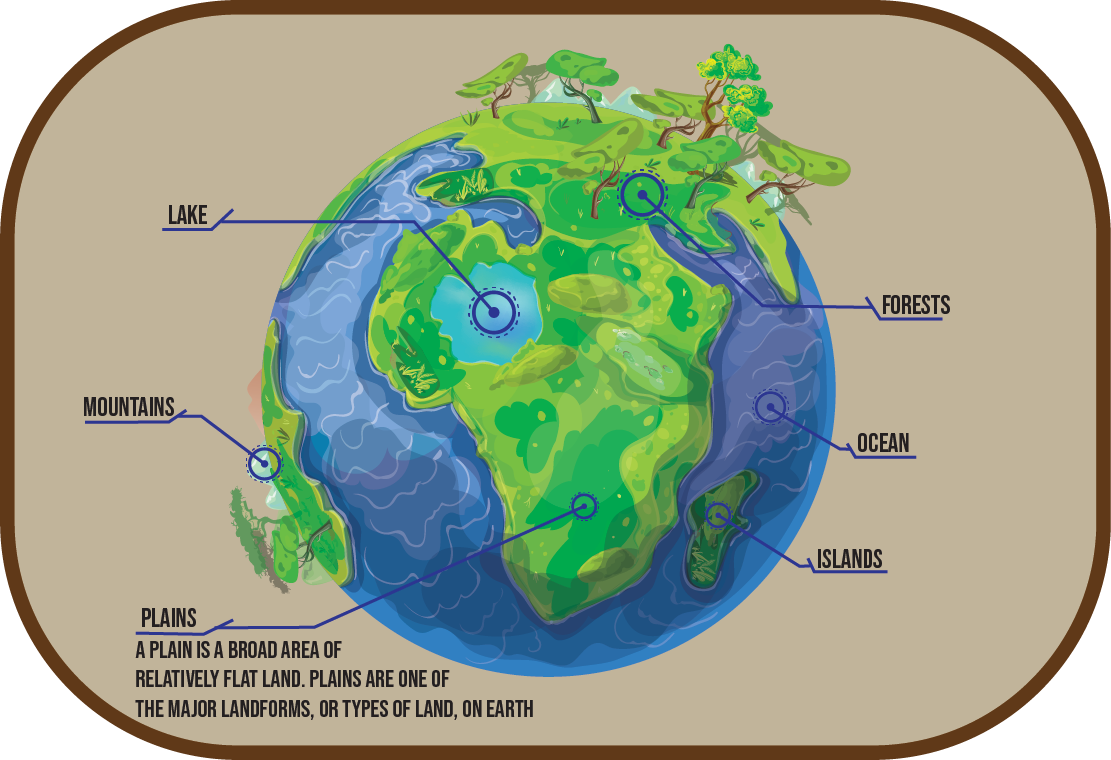 LAKE
FORESTS
MOUNTAINS
OCEAN
ISLANDS
PLAINS
A PLAIN IS A BROAD AREA OF
RELATIVELY FLAT LAND. PLAINS ARE ONE OF
THE MAJOR LANDFORMS, OR TYPES OF LAND, ON EARTH